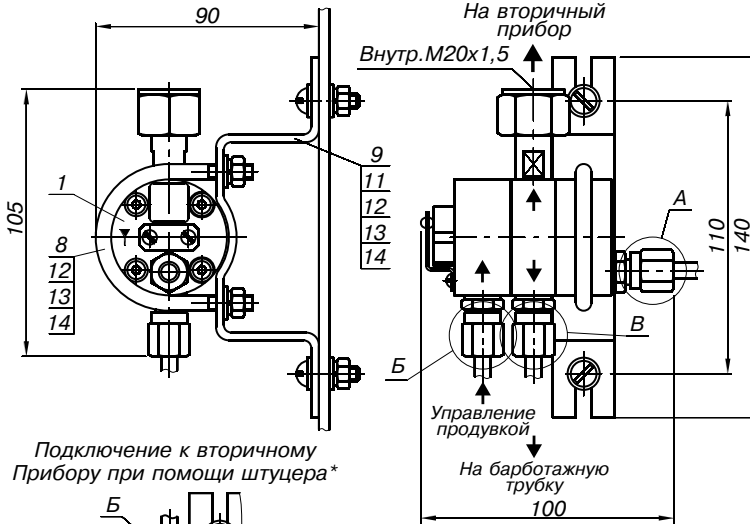 90
На вторичный
прибор
Внутр.М20х1,5
105
1
8
12
13
14
9
11
12
13
14
А
110
140
Б
В
Управление
продувкой
На барботажную
трубку
100
Подключение к вторичному
Прибору при помощи штуцера*
Б